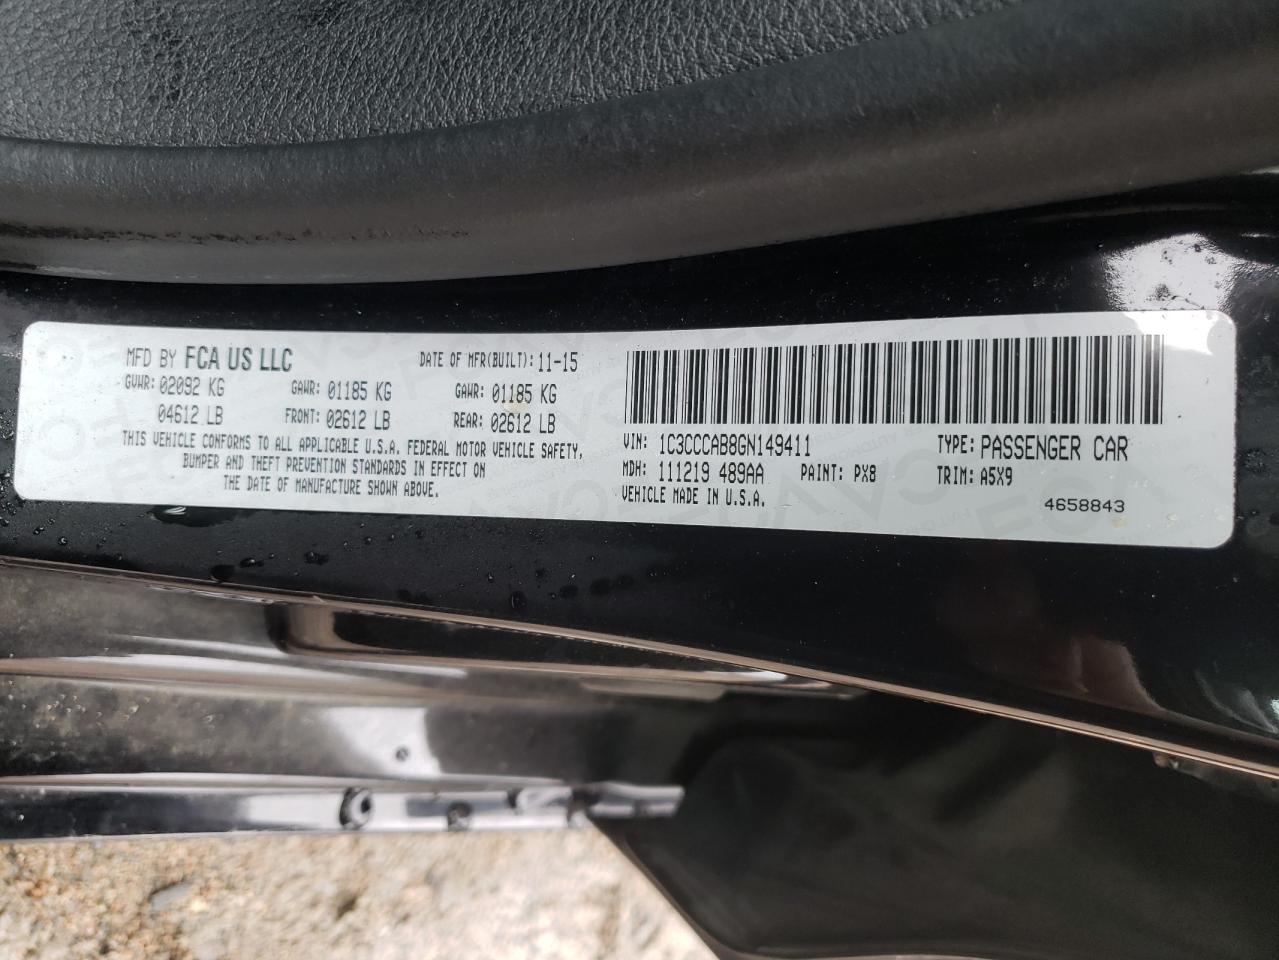 MFD BY FCA US LLC DATE OF MFR(BUILT): 11-15
GVWR: 02092 KG GAWR: 01185 KG GAWR: 01185 KG
04612 LB FRONT: 02612 LB REAR: 02612 LB
THIS VEHICLE CONFORMS TO ALL APPLICABLE U.S.A. FEDERAL MOTOR VEHICLE SAFETY,
BUMPER AND THEFT PREVENTION STANDARDS IN EFFECT ON
THE DATE OF MANUFACTURE SHOWN ABOVE.
VIN: 1C3CCCAB8GN149411 TYPE: PASSENGER CAR
MDH: 111219 489AA PAINT: PX8 TRIM: A5X9
VEHICLE MADE IN U.S.A. 4658843